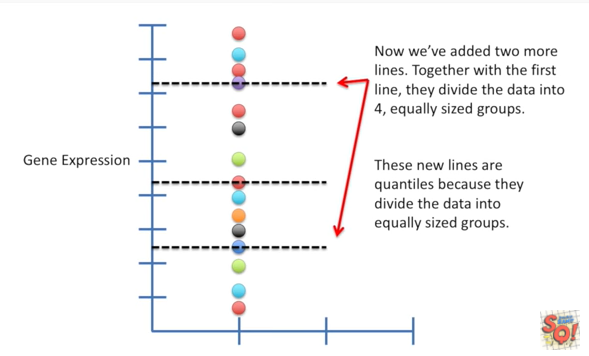 Now we've added two more
lines. Together with the first
line, they divide the data into
4, equally sized groups.
Gene Expression
These new lines are
quantiles because they
divide the data into
equally sized groups.
SQ!